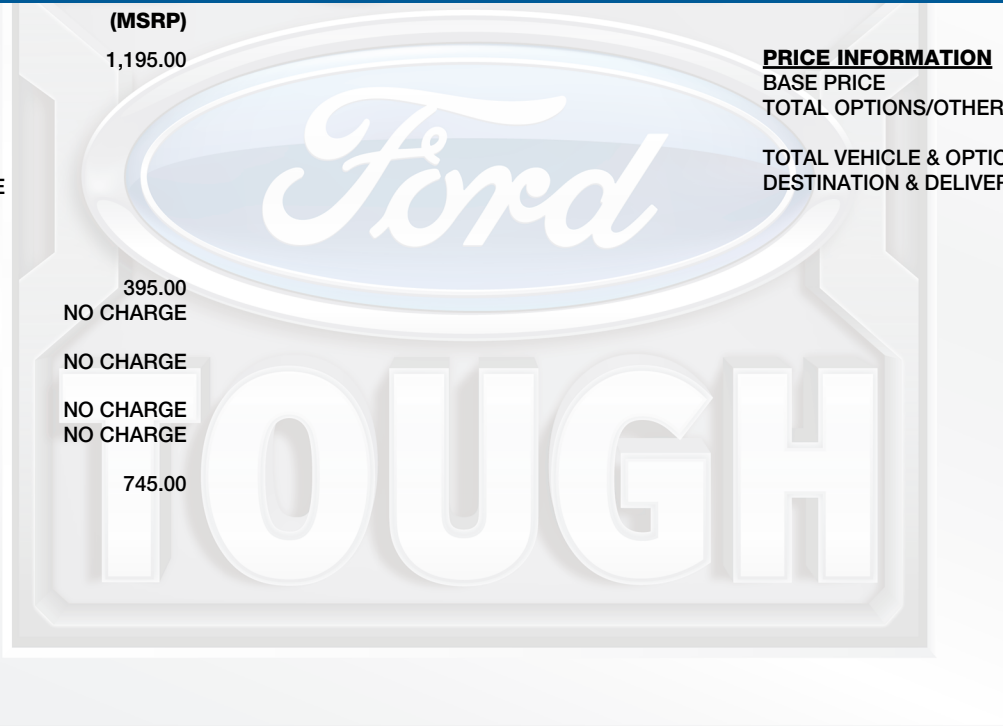 (MSRP)
1,195.00
E
395.00
NO CHARGE
NO CHARGE
NO CHARGE
NO CHARGE
745.00
PRICE INFORMATION
BASE PRICE
TOTAL OPTIONS/OTHER
TOTAL VEHICLE & OPTIO
DESTINATION & DELIVER
Ford
TOUGH